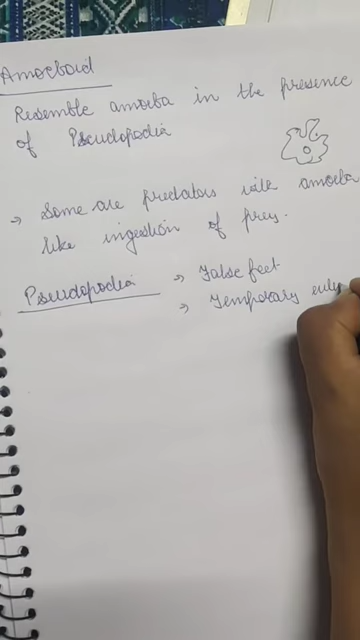 Amoeboid
Resemble amoeba in the presence
of Pseudopodia
→ Some are predators with amoeba
like ingestion of prey.
Pseudopodia → False feet
→ Temporary